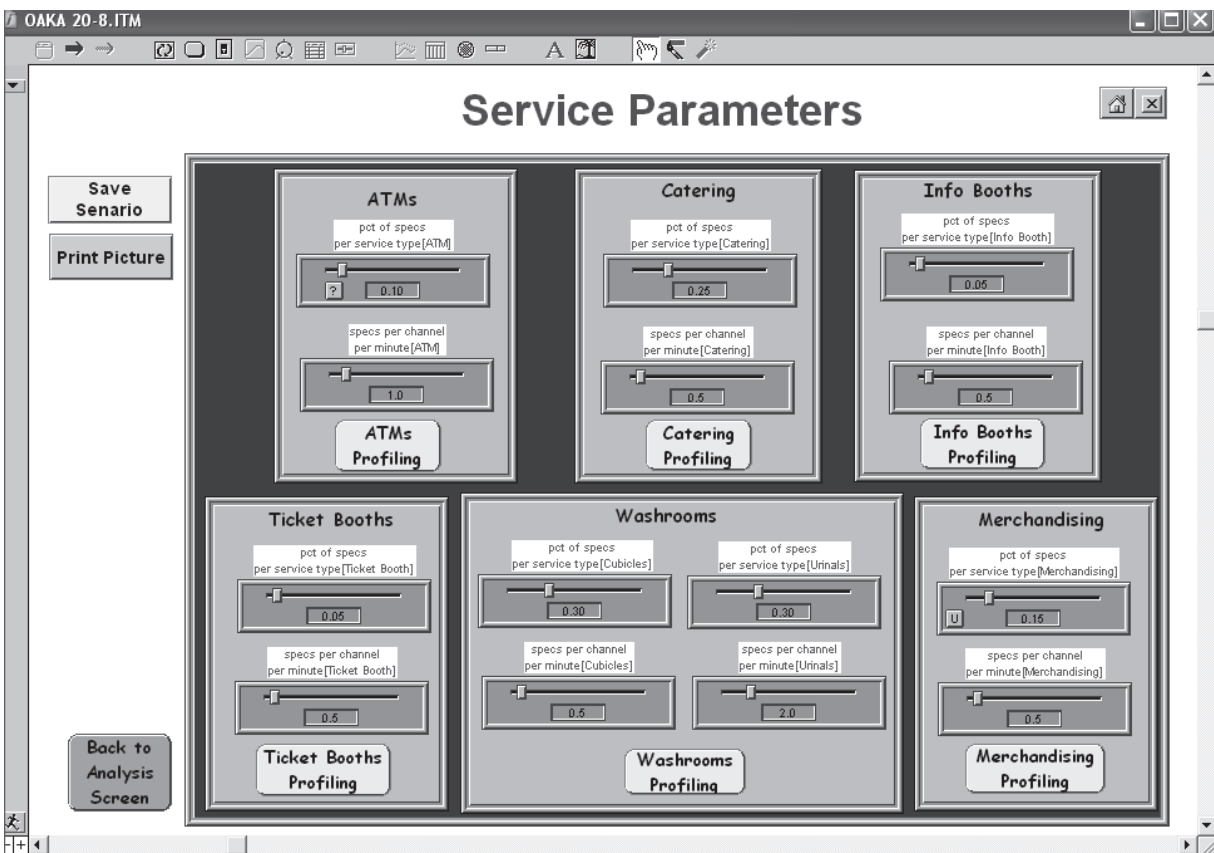 OAKA 20-8.ITM
A
Service Parameters
Save
Senario
Print Picture
ATMs
pct of specs
per service type[ATM]
?
0.10
specs per channel
per minute[ATM]
1.0
ATMs
Profiling
Catering
pct of specs
per service type[Catering]
0.25
specs per channel
per minute[Catering]
0.5
Catering
Profiling
Info Booths
pct of specs
per service type[Info Booth]
0.05
specs per channel
per minute[Info Booth]
0.5
Info Booths
Profiling
Ticket Booths
pct of specs
per service type[Ticket Booth]
0.05
specs per channel
per minute[Ticket Booth]
0.5
Ticket Booths
Profiling
Washrooms
pct of specs
per service type[Cubicles]
0.30
specs per channel
per minute[Cubicles]
0.5
pct of specs
per service type[Urinals]
0.30
specs per channel
per minute[Urinals]
2.0
Washrooms
Profiling
Merchandising
pct of specs
per service type[Merchandising]
U
0.15
specs per channel
per minute[Merchandising]
0.5
Merchandising
Profiling
Back to
Analysis
Screen